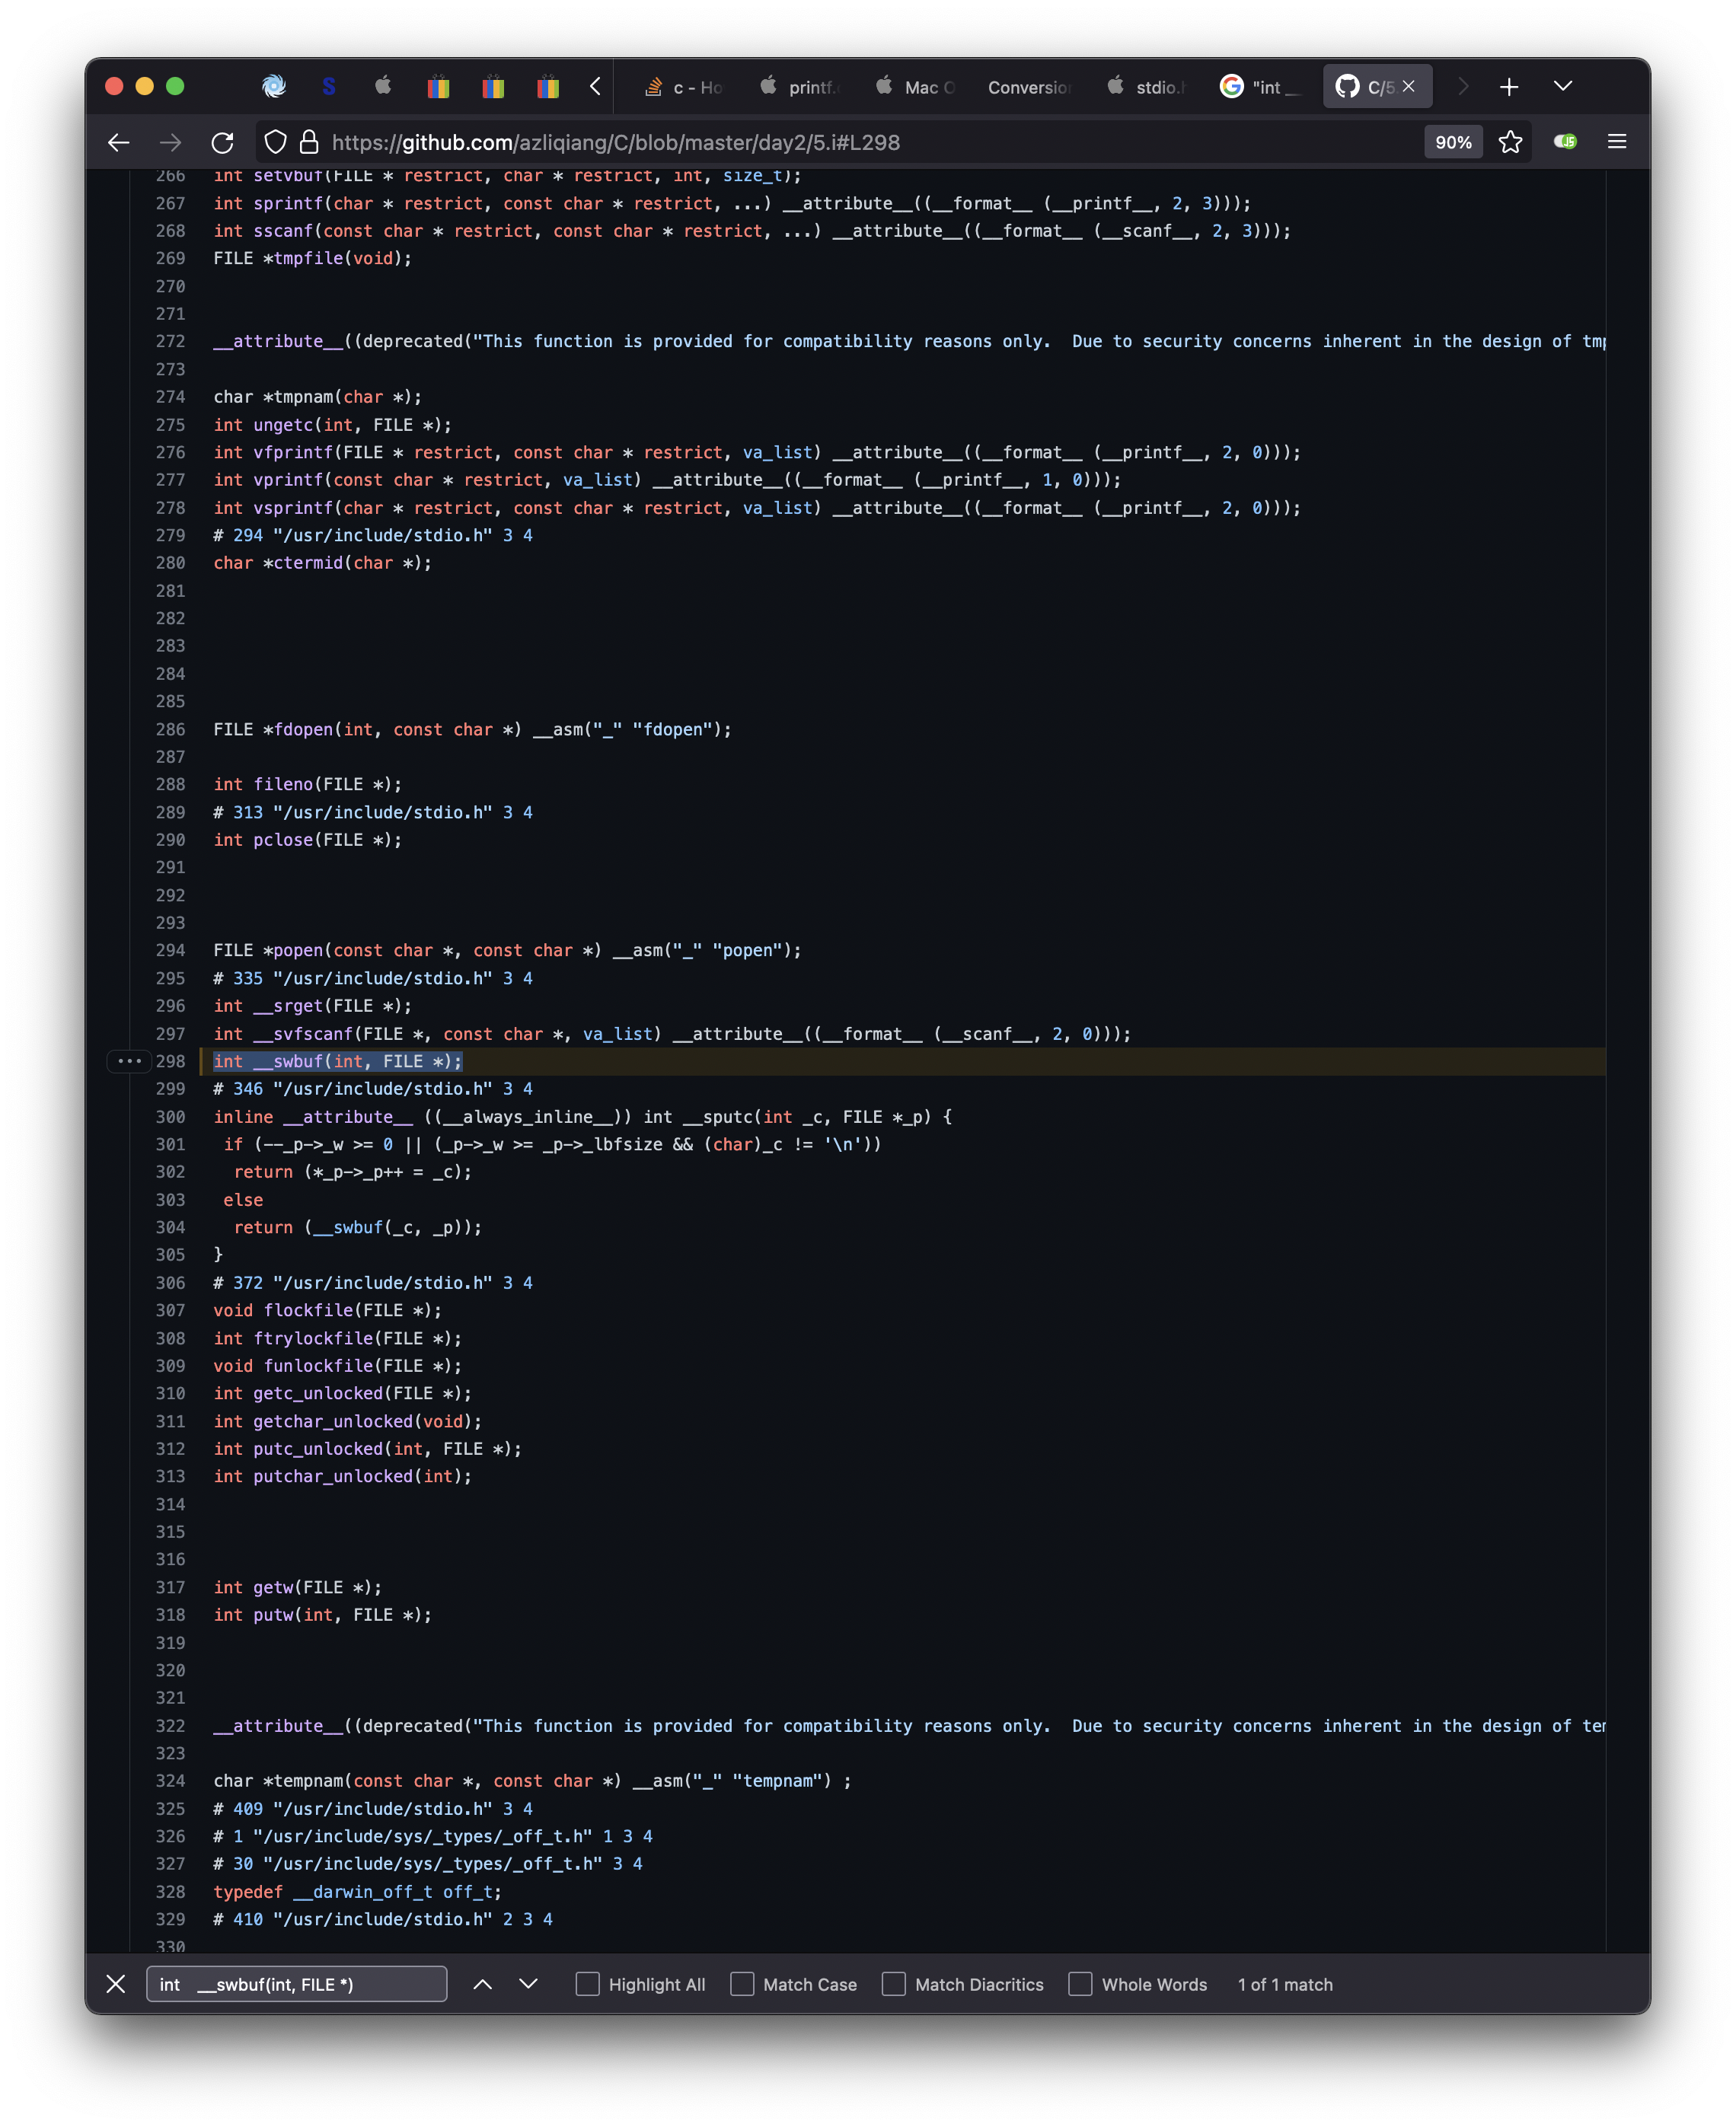 S
c - Ho
printf.
Mac O
Conversio
stdio.h
"int __
C/5
https://github.com/azliqiang/C/blob/master/day2/5.i#L298
90%
JS
266 int setvbuf(FILE * restrict, char * restrict, int, size_t);
267 int sprintf(char * restrict, const char * restrict, ...) __attribute__((__format__ (__printf__, 2, 3)));
268 int sscanf(const char * restrict, const char * restrict, ...) __attribute__((__format__ (__scanf__, 2, 3)));
269 FILE *tmpfile(void);
270
271
272 __attribute__((deprecated("This function is provided for compatibility reasons only.  Due to security concerns inherent in the design of tmp
273
274 char *tmpnam(char *);
275 int ungetc(int, FILE *);
276 int vfprintf(FILE * restrict, const char * restrict, va_list) __attribute__((__format__ (__printf__, 2, 0)));
277 int vprintf(const char * restrict, va_list) __attribute__((__format__ (__printf__, 1, 0)));
278 int vsprintf(char * restrict, const char * restrict, va_list) __attribute__((__format__ (__printf__, 2, 0)));
279 # 294 "/usr/include/stdio.h" 3 4
280 char *ctermid(char *);
281
282
283
284
285
286 FILE *fdopen(int, const char *) __asm("_" "fdopen");
287
288 int fileno(FILE *);
289 # 313 "/usr/include/stdio.h" 3 4
290 int pclose(FILE *);
291
292
293
294 FILE *popen(const char *, const char *) __asm("_" "popen");
295 # 335 "/usr/include/stdio.h" 3 4
296 int __srget(FILE *);
297 int __svfscanf(FILE *, const char *, va_list) __attribute__((__format__ (__scanf__, 2, 0)));
298 int __swbuf(int, FILE *);
299 # 346 "/usr/include/stdio.h" 3 4
300 inline __attribute__ ((__always_inline__)) int __sputc(int _c, FILE *_p) {
301  if (--_p->_w >= 0 || (_p->_w >= _p->_lbfsize && (char)_c != '\n'))
302   return (*_p->_p++ = _c);
303  else
304   return (__swbuf(_c, _p));
305 }
306 # 372 "/usr/include/stdio.h" 3 4
307 void flockfile(FILE *);
308 int ftrylockfile(FILE *);
309 void funlockfile(FILE *);
310 int getc_unlocked(FILE *);
311 int getchar_unlocked(void);
312 int putc_unlocked(int, FILE *);
313 int putchar_unlocked(int);
314
315
316
317 int getw(FILE *);
318 int putw(int, FILE *);
319
320
321
322 __attribute__((deprecated("This function is provided for compatibility reasons only.  Due to security concerns inherent in the design of tem
323
324 char *tempnam(const char *, const char *) __asm("_" "tempnam") ;
325 # 409 "/usr/include/stdio.h" 3 4
326 # 1 "/usr/include/sys/_types/_off_t.h" 1 3 4
327 # 30 "/usr/include/sys/_types/_off_t.h" 3 4
328 typedef __darwin_off_t off_t;
329 # 410 "/usr/include/stdio.h" 2 3 4
330
int   __swbuf(int, FILE *)
Highlight All
Match Case
Match Diacritics
Whole Words
1 of 1 match